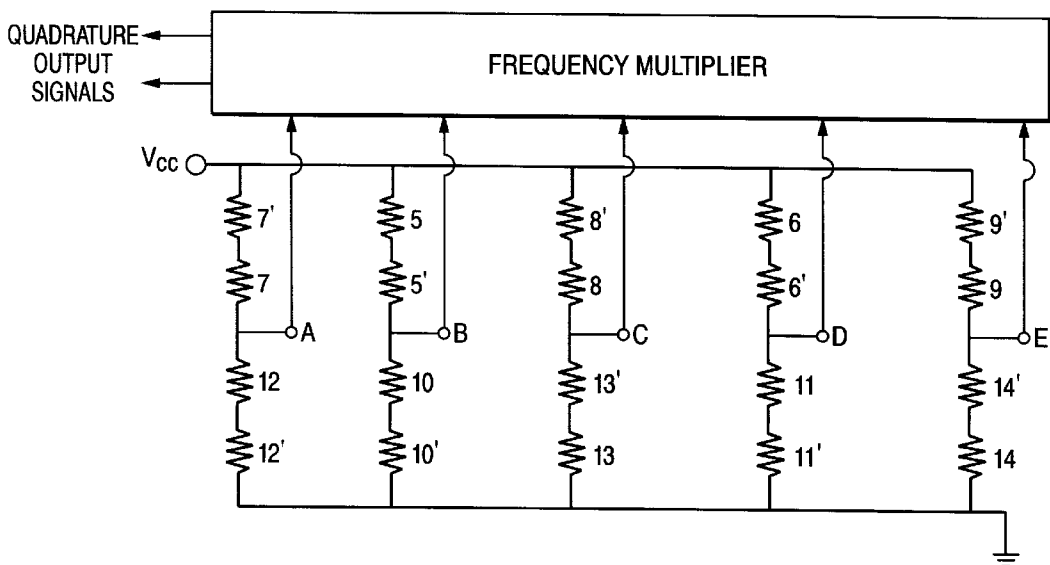 QUADRATURE
OUTPUT
SIGNALS
FREQUENCY MULTIPLIER
Vcc
7' 5 8' 6 9'
7 5' 8 6' 9
A B C D E
12 10 13' 11 14'
12' 10' 13 11' 14